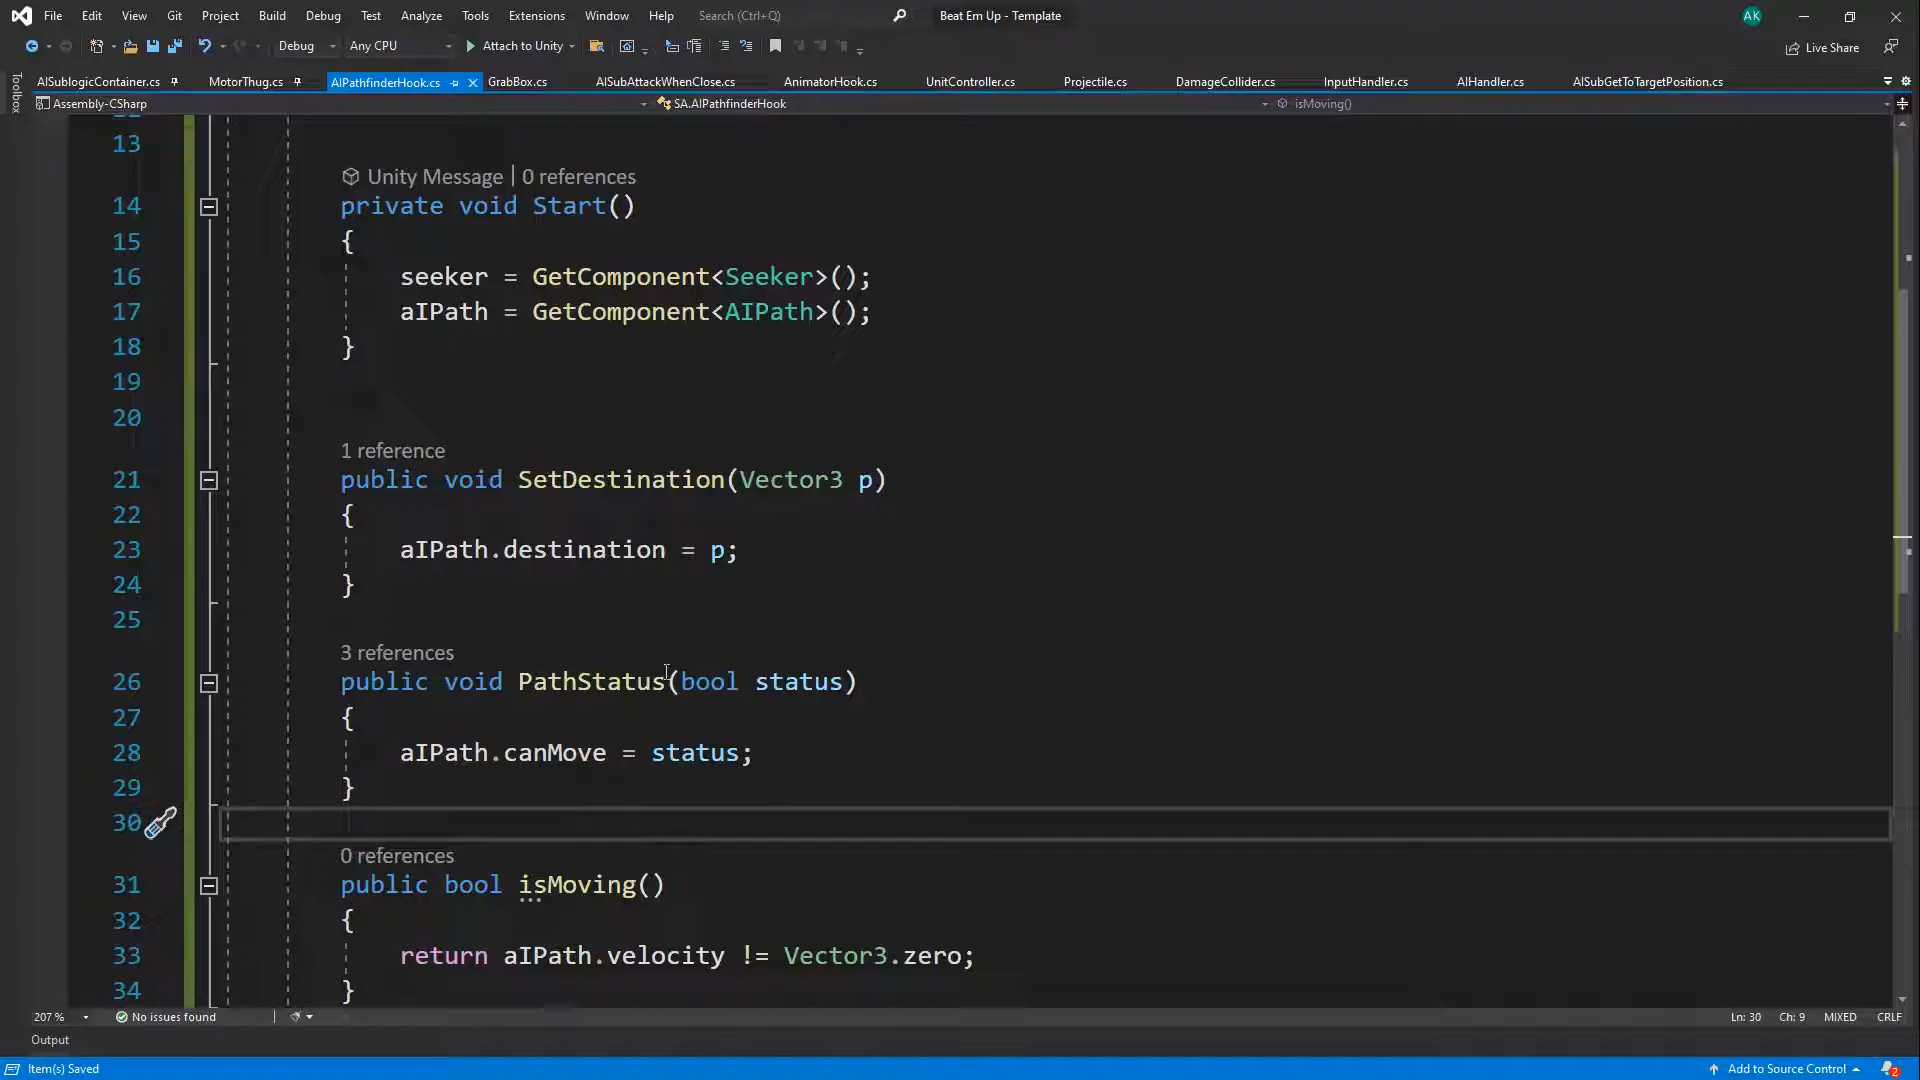 File Edit View Git Project Build Debug Test Analyze Tools Extensions Window Help Search (Ctrl+Q) Beat Em Up - Template AK
Debug Any CPU Attach to Unity Live Share
Toolbox
AISublogicContainer.cs MotorThug.cs AIPathfinderHook.cs GrabBox.cs AISubAttackWhenClose.cs AnimatorHook.cs UnitController.cs Projectile.cs DamageCollider.cs InputHandler.cs AIHandler.cs AISubGetToTargetPosition.cs
Assembly-CSharp SA.AIPathfinderHook isMoving()
13
Unity Message | 0 references
14 private void Start()
15 {
16 seeker = GetComponent<Seeker>();
17 aIPath = GetComponent<AIPath>();
18 }
19
20
1 reference
21 public void SetDestination(Vector3 p)
22 {
23 aIPath.destination = p;
24 }
25
3 references
26 public void PathStatus(bool status)
27 {
28 aIPath.canMove = status;
29 }
30
0 references
31 public bool isMoving()
32 {
33 return aIPath.velocity != Vector3.zero;
34 }
207 % No issues found Ln: 30 Ch: 9 MIXED CRLF
Output
Item(s) Saved Add to Source Control 2